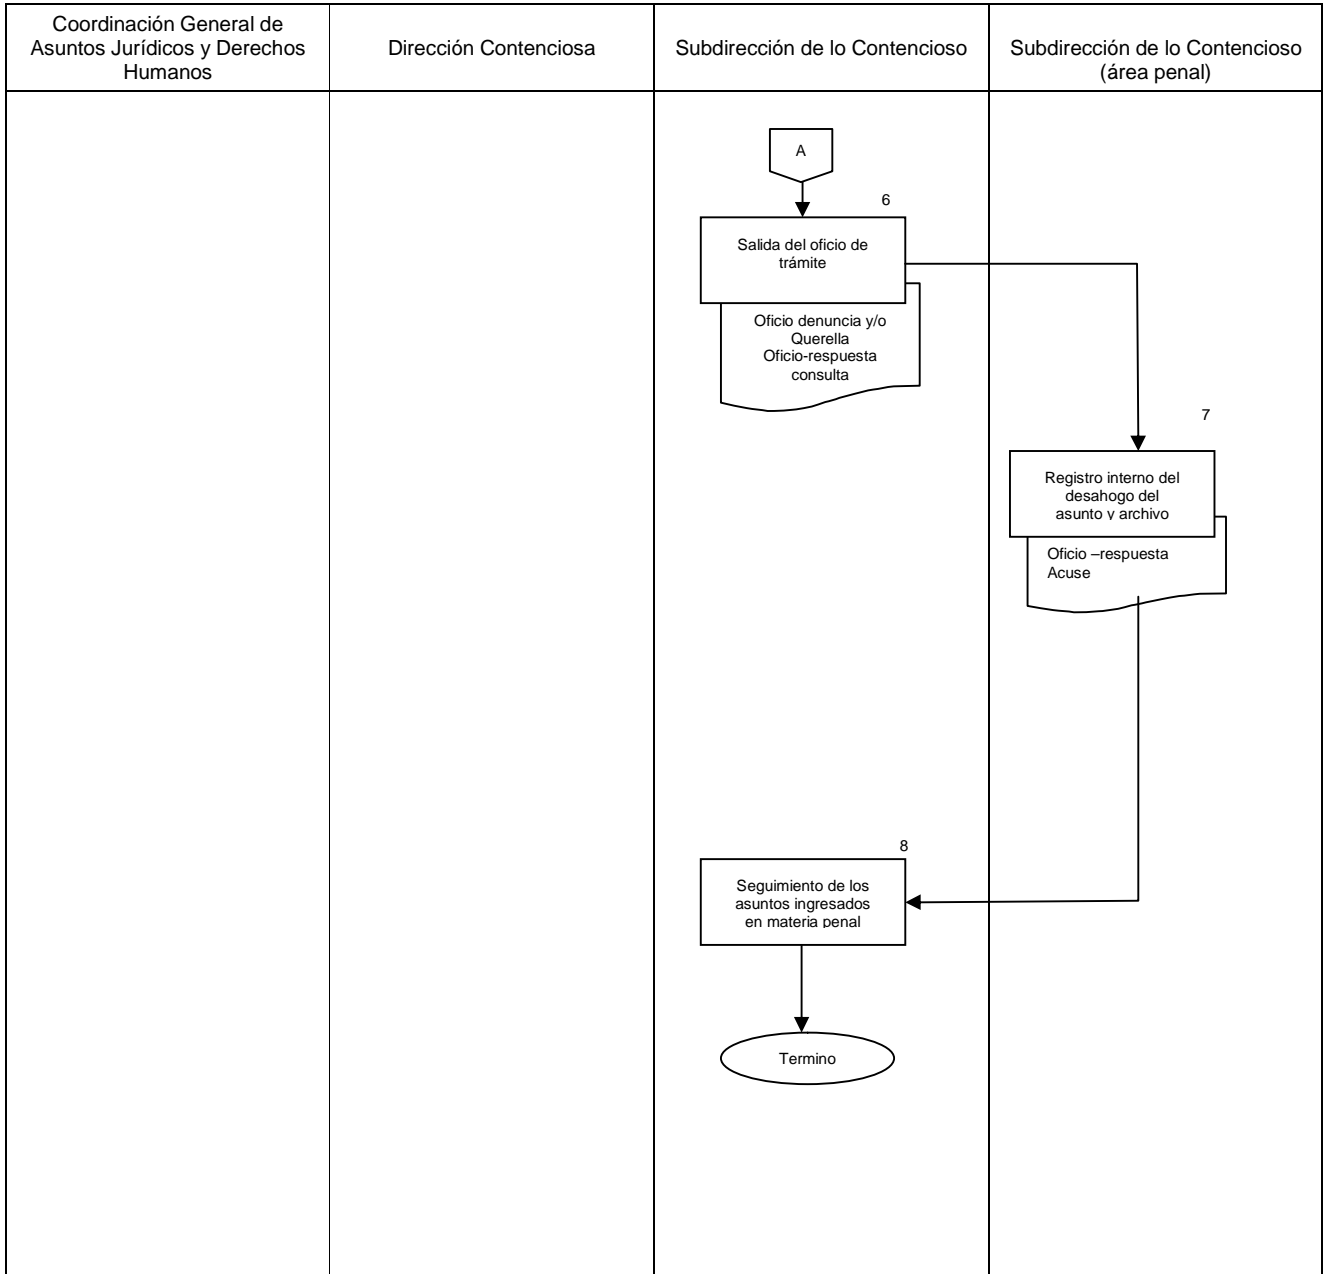 Coordinación General de
Asuntos Jurídicos y Derechos
Humanos
Dirección Contenciosa
Subdirección de lo Contencioso
Subdirección de lo Contencioso
(área penal)
A
6
Salida del oficio de
trámite
Oficio denuncia y/o
Querella
Oficio-respuesta
consulta
7
Registro interno del
desahogo del
asunto y archivo
Oficio –respuesta
Acuse
8
Seguimiento de los
asuntos ingresados
en materia penal
Termino